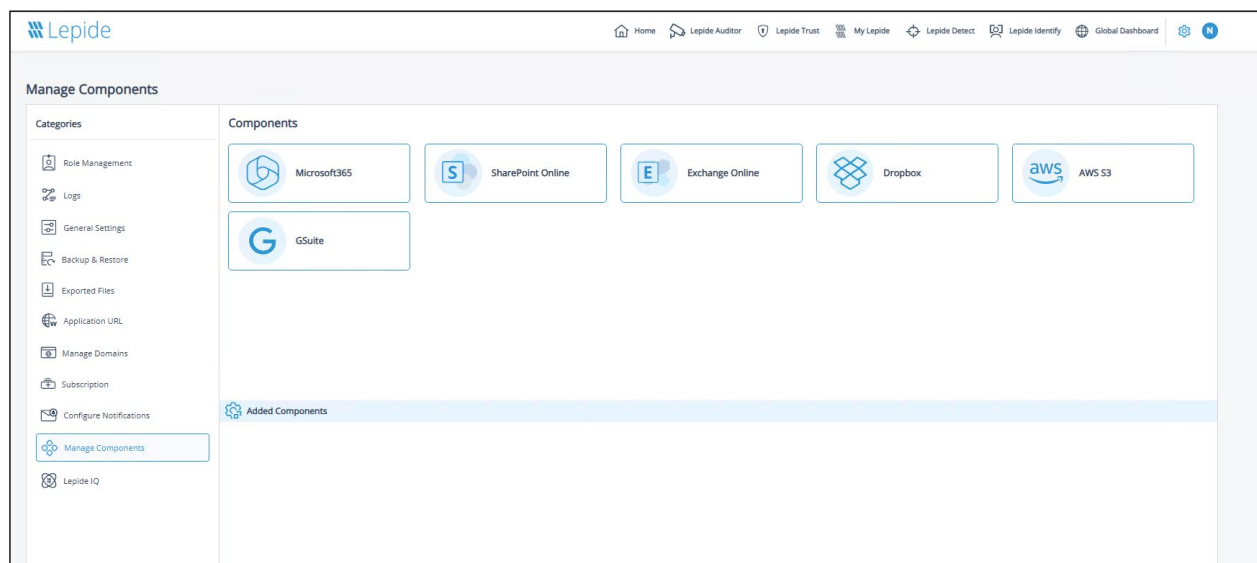 Lepide
Home Lepide Auditor Lepide Trust My Lepide Lepide Detect Lepide Identify Global Dashboard N
Manage Components
Categories
Role Management
Logs
General Settings
Backup & Restore
Exported Files
Application URL
Manage Domains
Subscription
Configure Notifications
Manage Components
Lepide IQ
Components
Microsoft365
S SharePoint Online
E Exchange Online
Dropbox
aws AWS S3
G GSuite
Added Components